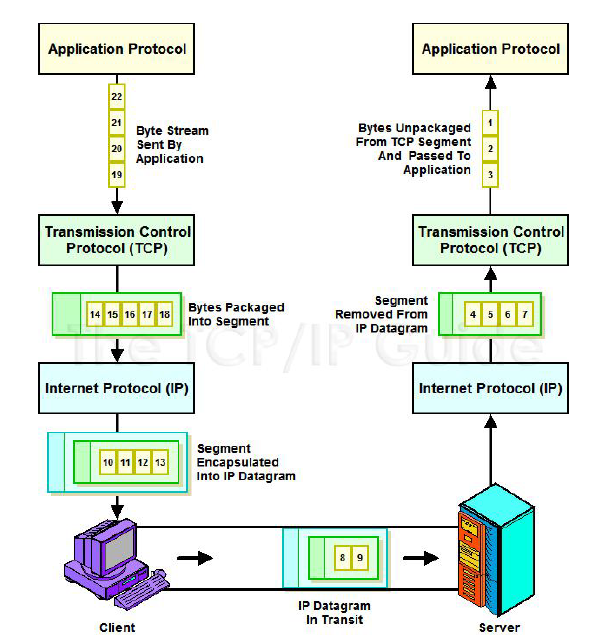 Application Protocol
22
21
20
19
Byte Stream
Sent By
Application
Transmission Control
Protocol (TCP)
14 15 16 17 18
Bytes Packaged
Into Segment
Internet Protocol (IP)
10 11 12 13
Segment
Encapsulated
Into IP Datagram
Client
8 9
IP Datagram
In Transit
Application Protocol
Bytes Unpackaged
From TCP Segment
And Passed To
Application
1
2
3
Transmission Control
Protocol (TCP)
Segment
Removed From
IP Datagram
4 5 6 7
Internet Protocol (IP)
Server
The TCP/IP Guide